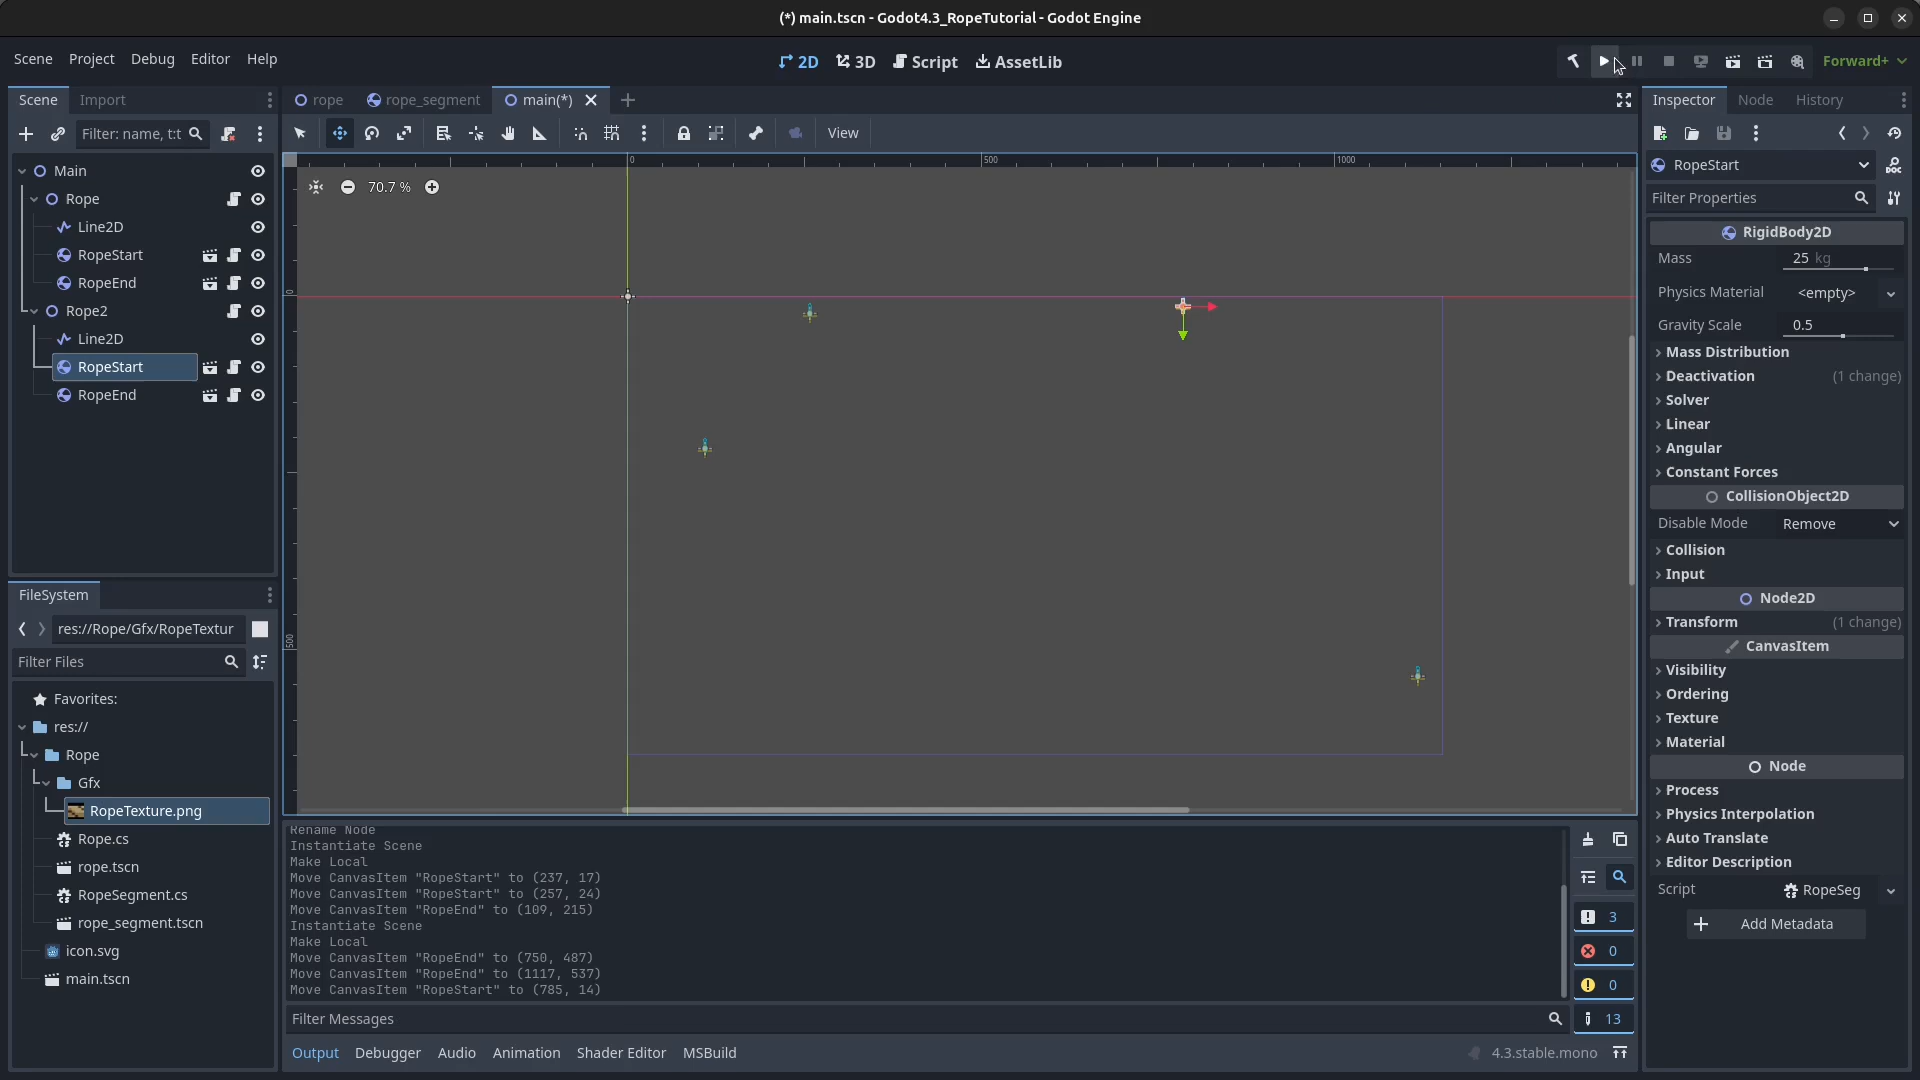 (*) main.tscn - Godot4.3_RopeTutorial - Godot Engine
Scene Project Debug Editor Help
2D 3D Script AssetLib
Forward+
Scene Import
rope rope_segment main(*)
Inspector Node History
Filter: name, t:t
View
Main
Rope
Line2D
RopeStart
RopeEnd
Rope2
Line2D
RopeStart
RopeEnd
0 500 1000
70.7 %
0
500
FileSystem
res://Rope/Gfx/RopeTextur
Filter Files
Favorites:
res://
Rope
Gfx
RopeTexture.png
Rope.cs
rope.tscn
RopeSegment.cs
rope_segment.tscn
icon.svg
main.tscn
Rename Node
Instantiate Scene
Make Local
Move CanvasItem "RopeStart" to (237, 17)
Move CanvasItem "RopeStart" to (257, 24)
Move CanvasItem "RopeEnd" to (109, 215)
Instantiate Scene
Make Local
Move CanvasItem "RopeEnd" to (750, 487)
Move CanvasItem "RopeEnd" to (1117, 537)
Move CanvasItem "RopeStart" to (785, 14)
3
0
0
13
Filter Messages
Output Debugger Audio Animation Shader Editor MSBuild
4.3.stable.mono
RopeStart
DOC
Filter Properties
RigidBody2D
Mass 25 kg
Physics Material <empty>
Gravity Scale 0.5
Mass Distribution
Deactivation (1 change)
Solver
Linear
Angular
Constant Forces
CollisionObject2D
Disable Mode Remove
Collision
Input
Node2D
Transform (1 change)
CanvasItem
Visibility
Ordering
Texture
Material
Node
Process
Physics Interpolation
Auto Translate
Editor Description
Script RopeSeg
Add Metadata